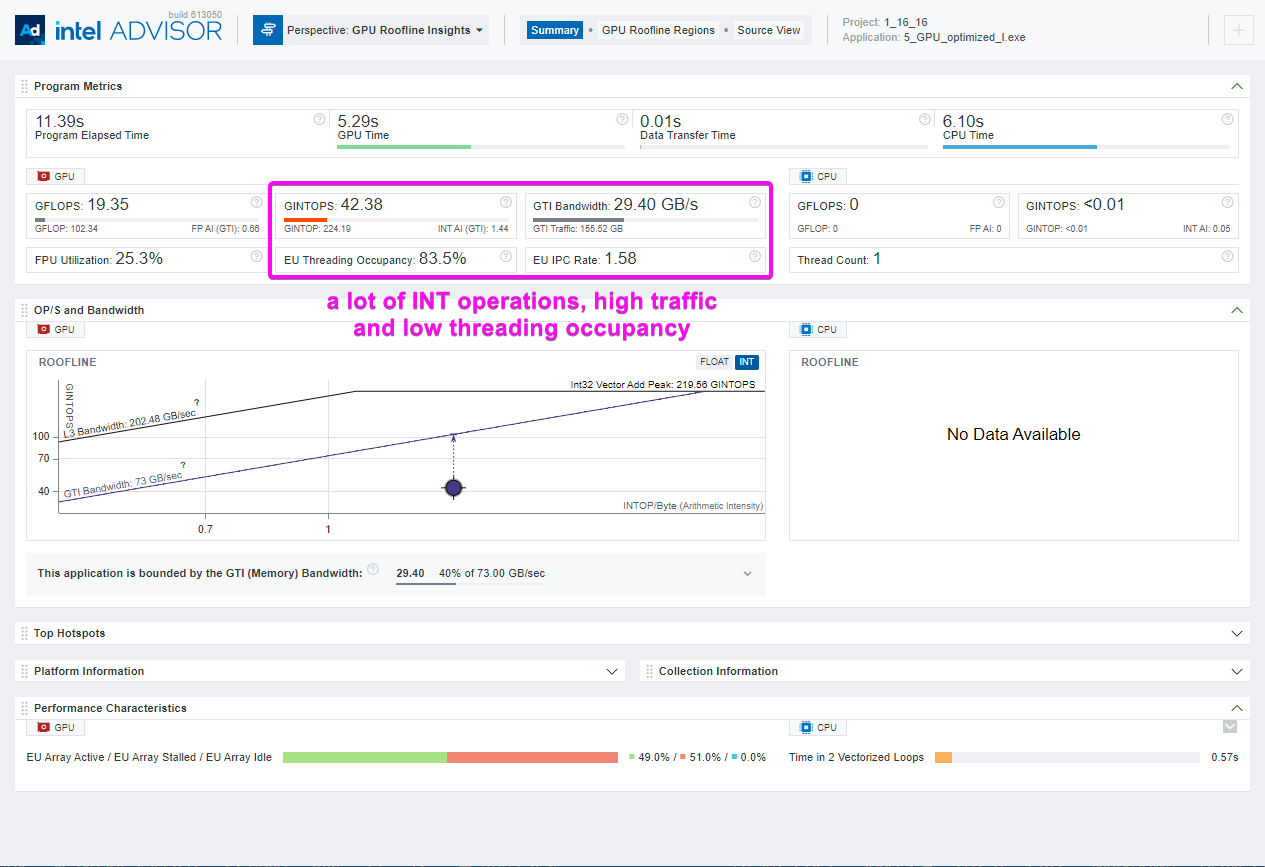 build 613050
Ad intel ADVISOR
Perspective: GPU Roofline Insights
Summary • GPU Roofline Regions • Source View
Project: 1_16_16
Application: 5_GPU_optimized_I.exe
Program Metrics
11.39s
Program Elapsed Time
5.29s
GPU Time
0.01s
Data Transfer Time
6.10s
CPU Time
GPU
GFLOPS: 19.35
GFLOP: 102.34 FP AI (GTI): 0.66
FPU Utilization: 25.3%
GINTOPS: 42.38
GINTOP: 224.19 INT AI (GTI): 1.44
EU Threading Occupancy: 83.5%
GTI Bandwidth: 29.40 GB/s
GTI Traffic: 155.52 GB
EU IPC Rate: 1.58
CPU
GFLOPS: 0
GFLOP: 0 FP AI: 0
GINTOPS: <0.01
GINTOP: <0.01 INT AI: 0.05
Thread Count: 1
a lot of INT operations, high traffic
and low threading occupancy
OP/S and Bandwidth
GPU
ROOFLINE
FLOAT INT
GINTOPS
Int32 Vector Add Peak: 219.56 GINTOPS
L3 Bandwidth: 202.48 GB/sec
?
GTI Bandwidth: 73 GB/sec
?
100
70
40
INTOP/Byte (Arithmetic Intensity)
0.7
1
This application is bounded by the GTI (Memory) Bandwidth: 29.40 40% of 73.00 GB/sec
CPU
ROOFLINE
No Data Available
Top Hotspots
Platform Information
Collection Information
Performance Characteristics
GPU
EU Array Active / EU Array Stalled / EU Array Idle 49.0% / 51.0% / 0.0%
CPU
Time in 2 Vectorized Loops 0.57s